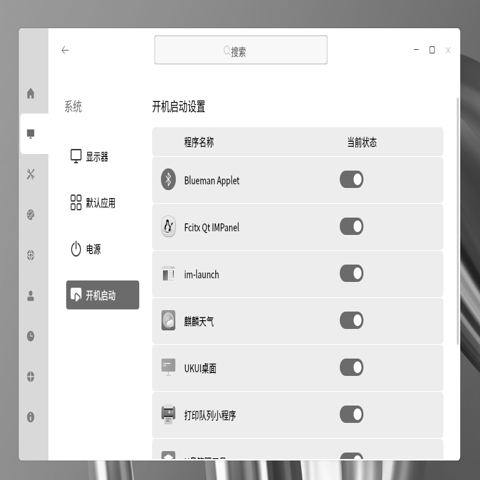 搜索
系统
显示器
默认应用
电源
开机启动
开机启动设置
程序名称 当前状态
Blueman Applet
Fcitx Qt IMPanel
im-launch
麒麟天气
UKUI桌面
打印队列小程序